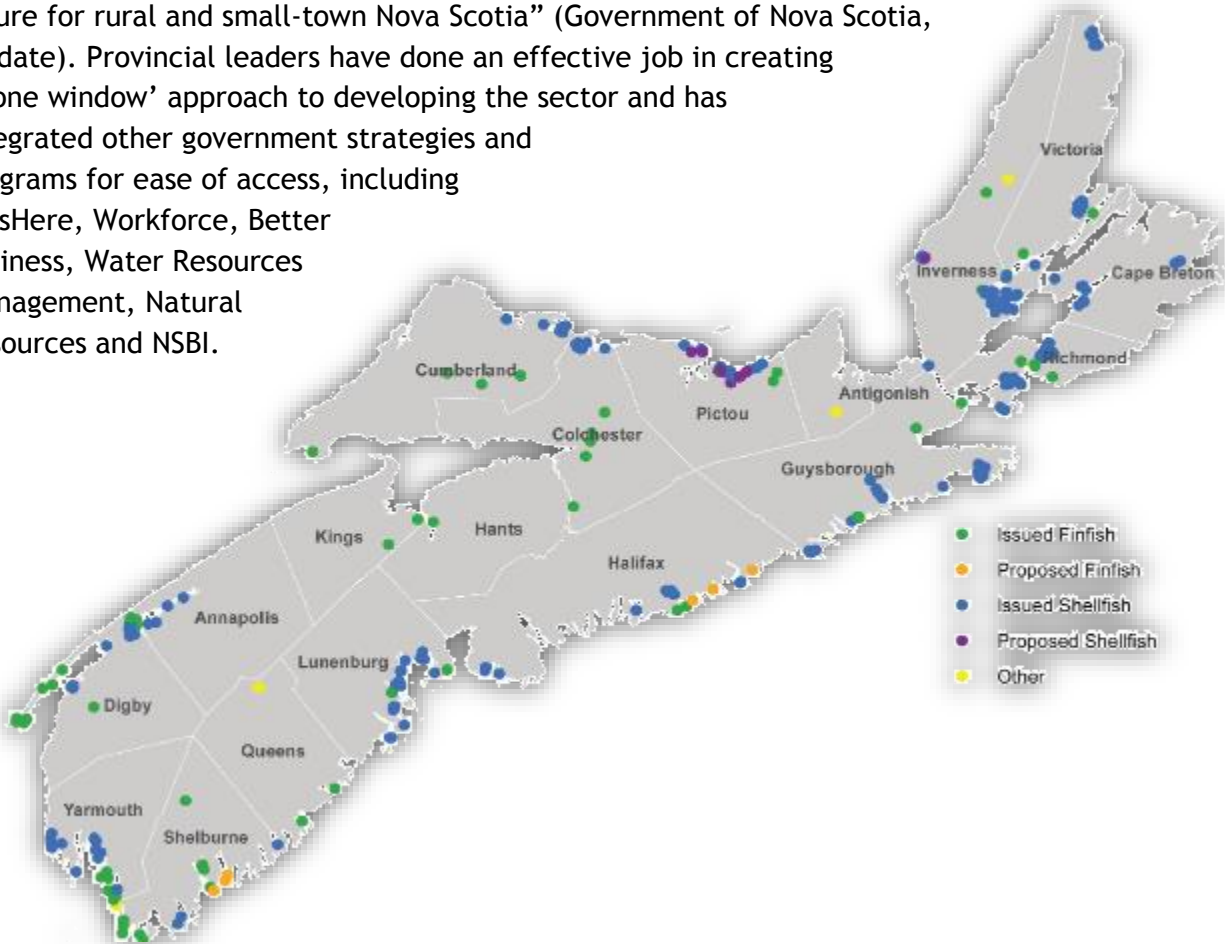 ure for rural and small-town Nova Scotia” (Government of Nova Scotia,
date). Provincial leaders have done an effective job in creating
one window’ approach to developing the sector and has
egrated other government strategies and
grams for ease of access, including
sHere, Workforce, Better
iness, Water Resources
nagement, Natural
sources and NSBI.
Victoria
Inverness
Cape Breton
Richmond
Cumberland
Antigonish
Pictou
Colchester
Guysborough
Kings
Hants
Halifax
Annapolis
Lunenburg
Digby
Queens
Yarmouth
Shelburne
Issued Finfish
Proposed Finfish
Issued Shellfish
Proposed Shellfish
Other